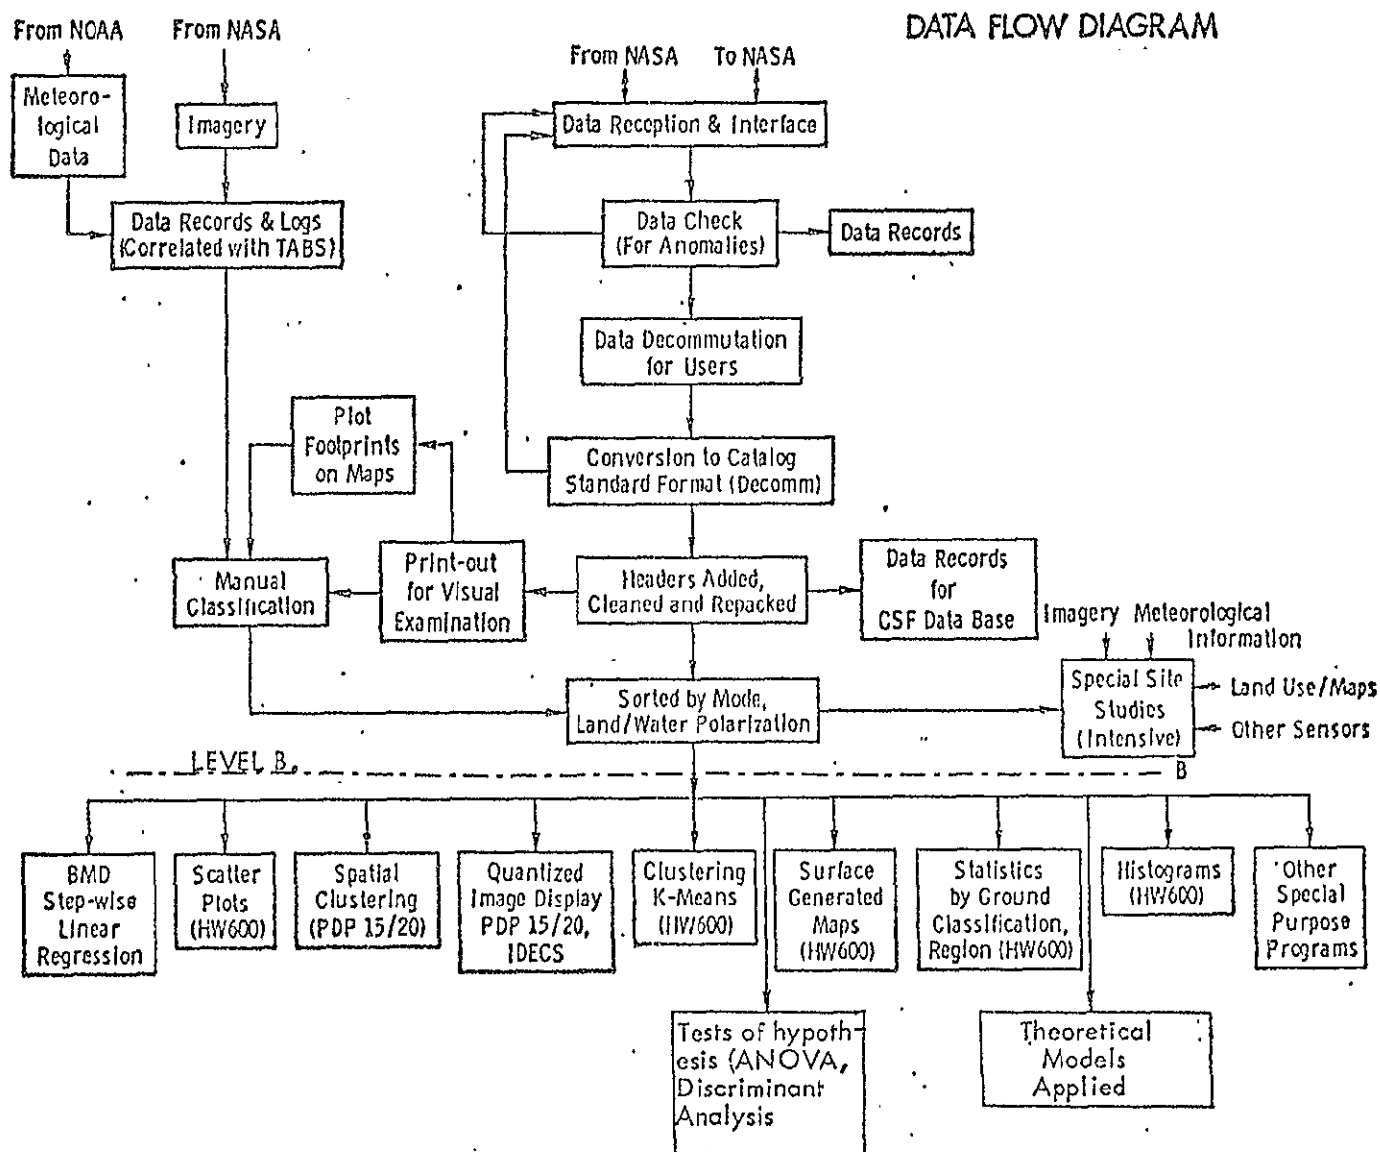 DATA FLOW DIAGRAM
From NOAA
From NASA
From NASA
To NASA
Meteoro-
logical
Data
Imagery
Data Reception & Interface
Data Records & Logs
(Correlated with TABS)
Data Check
(For Anomalies)
Data Records
Data Decommutation
for Users
Plot
Footprints
on Maps
Conversion to Catalog
Standard Format (Decomm)
Manual
Classification
Print-out
for Visual
Examination
Headers Added,
Cleaned and Repacked
Data Records
for
CSF Data Base
Imagery
Meteorological
Information
Sorted by Mode,
Land/Water Polarization
Special Site
Studies
(Intensive)
Land Use/Maps
Other Sensors
LEVEL B.
B
BMD
Step-wise
Linear
Regression
Scatter
Plots
(HW600)
Spatial
Clustering
(PDP 15/20)
Quantized
Image Display
PDP 15/20,
IDECS
Clustering
K-Means
(HW600)
Surface
Generated
Maps
(HW600)
Statistics
by Ground
Classification,
Region (HW600)
Histograms
(HW600)
Other
Special
Purpose
Programs
Tests of hypoth-
esis (ANOVA,
Discriminant
Analysis
Theoretical
Models
Applied